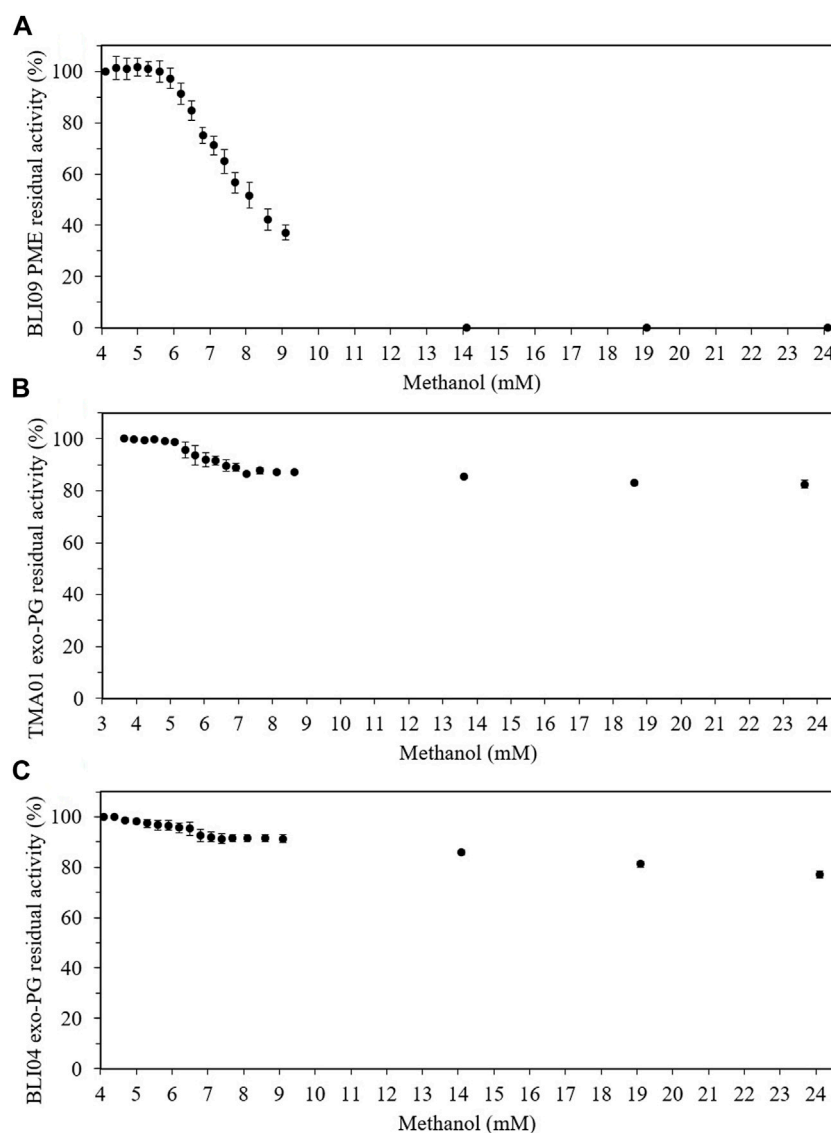 A
BLI09 PME residual activity (%)
100
80
60
40
20
0
4 5 6 7 8 9 10 11 12 13 14 15 16 17 18 19 20 21 22 23 24
Methanol (mM)
B
TMA01 exo-PG residual activity (%)
100
80
60
40
20
0
3 4 5 6 7 8 9 10 11 12 13 14 15 16 17 18 19 20 21 22 23 24
Methanol (mM)
C
BLI04 exo-PG residual activity (%)
100
80
60
40
20
0
4 5 6 7 8 9 10 11 12 13 14 15 16 17 18 19 20 21 22 23 24
Methanol (mM)